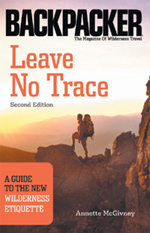 BACKPACKER
The Magazine Of Wilderness Travel
Leave
No Trace
Second Edition
A GUIDE
TO THE NEW
WILDERNESS
ETIQUETTE
Annette McGivney